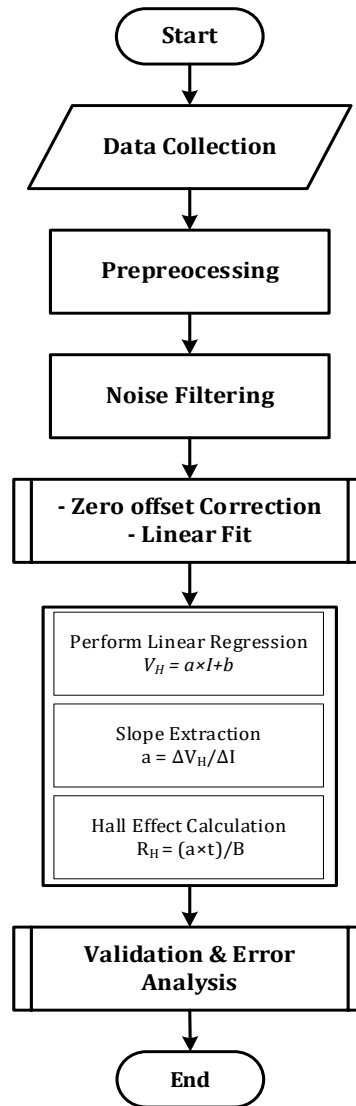 Start
Data Collection
Prepreocessing
Noise Filtering
- Zero offset Correction
- Linear Fit
Perform Linear Regression
V_H = a×I+b
Slope Extraction
a = ΔV_H/ΔI
Hall Effect Calculation
R_H = (a×t)/B
Validation & Error
Analysis
End